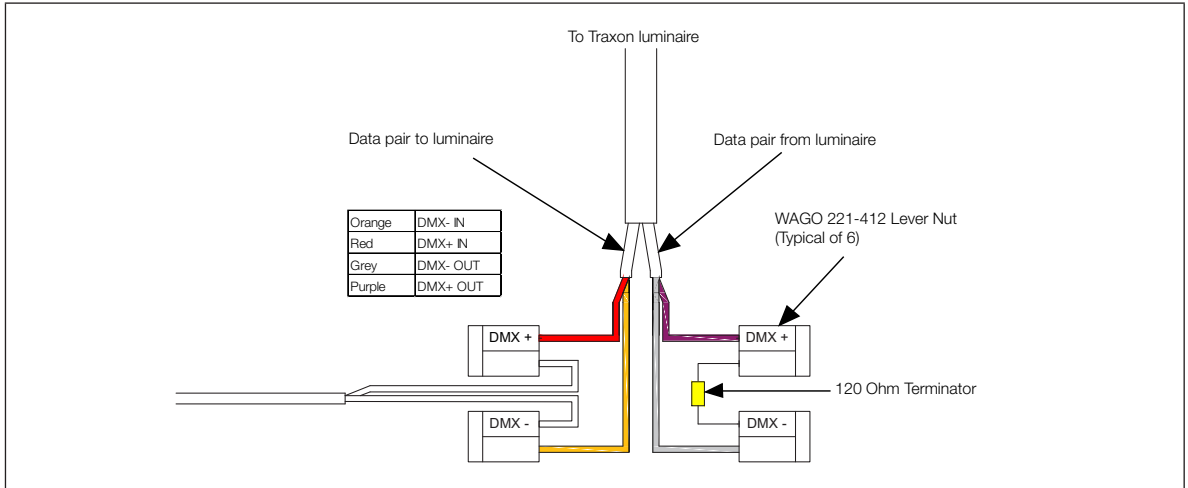 To Traxon luminaire
Data pair to luminaire
Data pair from luminaire
WAGO 221-412 Lever Nut
(Typical of 6)
Orange DMX- IN
Red DMX+ IN
Grey DMX- OUT
Purple DMX+ OUT
DMX +
DMX +
120 Ohm Terminator
DMX -
DMX -